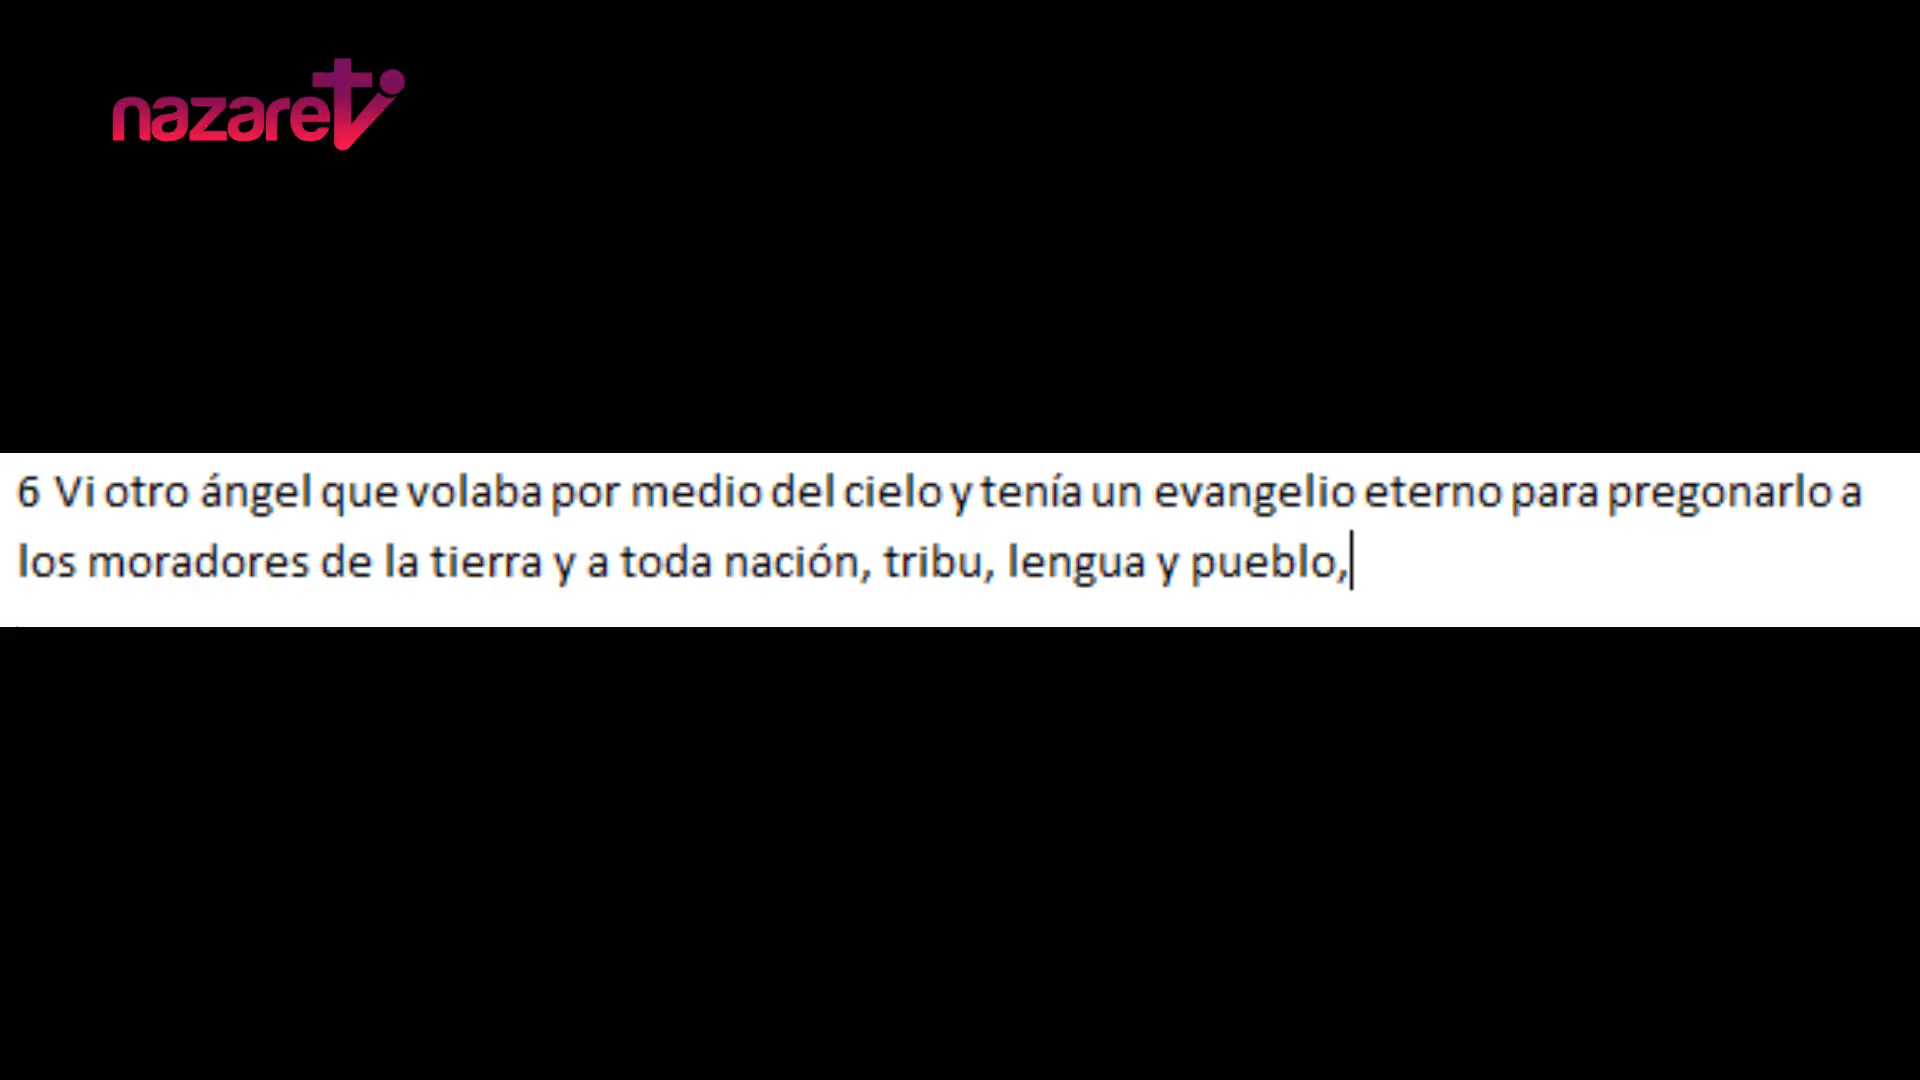 nazaretv
6 Vi otro ángel que volaba por medio del cielo y tenía un evangelio eterno para pregonarlo a
los moradores de la tierra y a toda nación, tribu, lengua y pueblo,